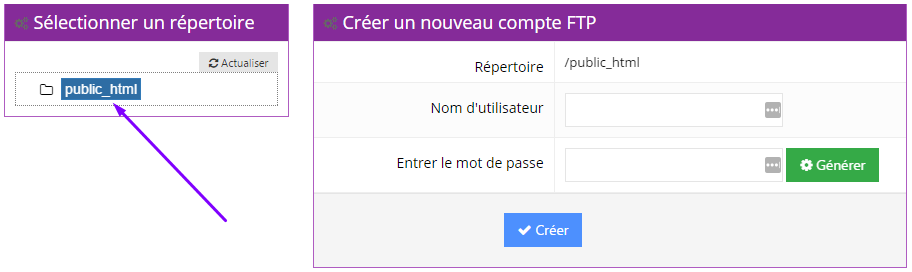 Sélectionner un répertoire
Actualiser
public_html
Créer un nouveau compte FTP
Répertoire
/public_html
Nom d'utilisateur
Entrer le mot de passe
Générer
Créer